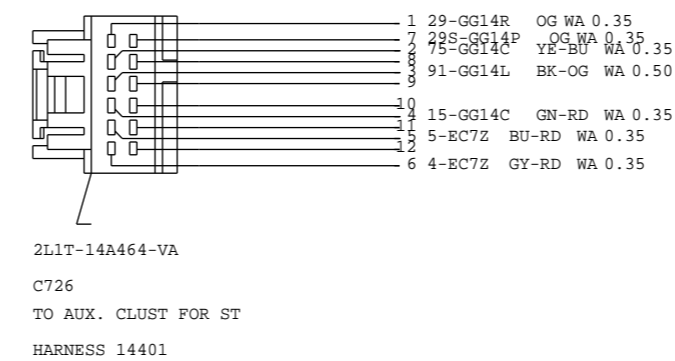 1 29-GG14R OG WA 0.35
7 29S-GG14P OG WA 0.35
2 75-GG14C YE-BU WA 0.35
8
3 91-GG14L BK-OG WA 0.50
9
10
4 15-GG14C GN-RD WA 0.35
11
5 5-EC7Z BU-RD WA 0.35
12
6 4-EC7Z GY-RD WA 0.35
2L1T-14A464-VA
C726
TO AUX. CLUST FOR ST
HARNESS 14401